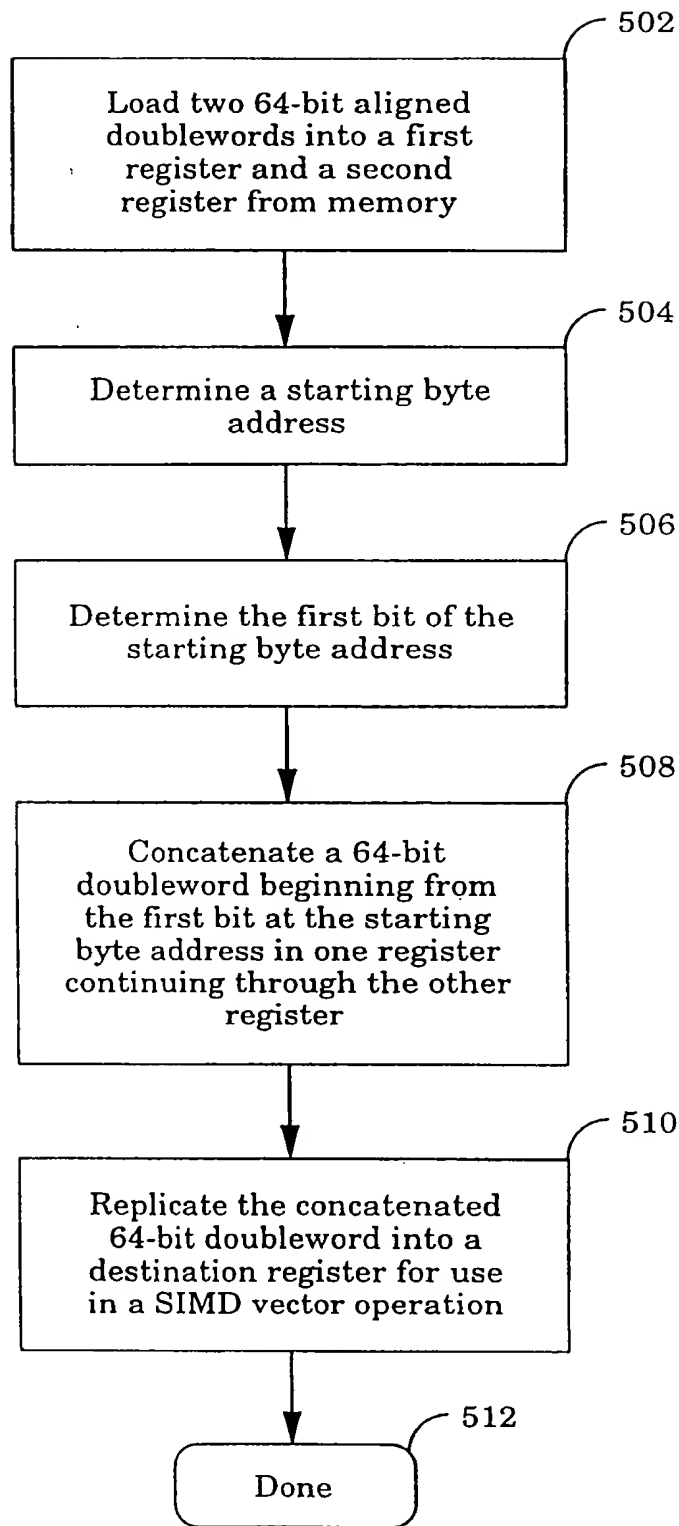 502
Load two 64-bit aligned
doublewords into a first
register and a second
register from memory
504
Determine a starting byte
address
506
Determine the first bit of the
starting byte address
508
Concatenate a 64-bit
doubleword beginning from
the first bit at the starting
byte address in one register
continuing through the other
register
510
Replicate the concatenated
64-bit doubleword into a
destination register for use
in a SIMD vector operation
512
Done